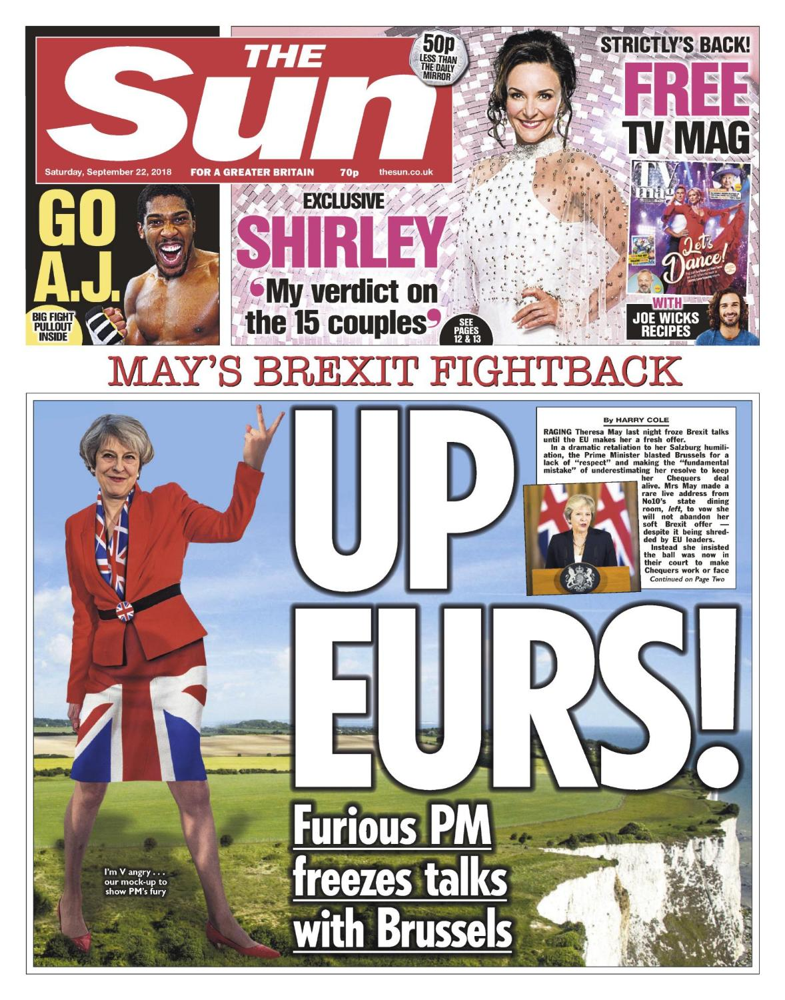 THE
Sun
50p
LESS THAN
THE DAILY
MIRROR
Saturday, September 22, 2018 FOR A GREATER BRITAIN 70p thesun.co.uk
GO
A.J.
BIG FIGHT
PULLOUT
INSIDE
EXCLUSIVE
SHIRLEY
‘My verdict on
the 15 couples’
SEE
PAGES
12 & 13
STRICTLY'S BACK!
FREE
TV MAG
TV
mag
Let's
Dance!
WITH
JOE WICKS
RECIPES
MAY'S BREXIT FIGHTBACK
UP
EURS!
By HARRY COLE
RAGING Theresa May last night froze Brexit talks
until the EU makes her a fresh offer.
In a dramatic retaliation to her Salzburg humili-
ation, the Prime Minister blasted Brussels for a
lack of “respect” and making the “fundamental
mistake” of underestimating her resolve to keep
her Chequers deal
alive. Mrs May made a
rare live address from
No10's state dining
room, left, to vow she
will not abandon her
soft Brexit offer —
despite it being shred-
ded by EU leaders.
Instead she insisted
the ball was now in
their court to make
Chequers work or face
Continued on Page Two
Furious PM
freezes talks
with Brussels
I'm V angry . . .
our mock-up to
show PM's fury